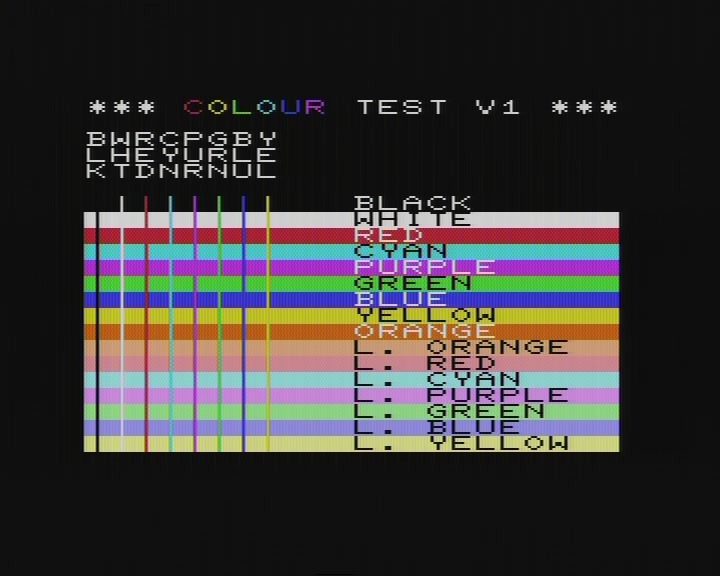 *** COLOUR TEST V1 ***
BWRCPGBY
LHEYURLE
KTDNRNUL
BLACK
WHITE
RED
CYAN
PURPLE
GREEN
BLUE
YELLOW
ORANGE
L. ORANGE
L. RED
L. CYAN
L. PURPLE
L. GREEN
L. BLUE
L. YELLOW